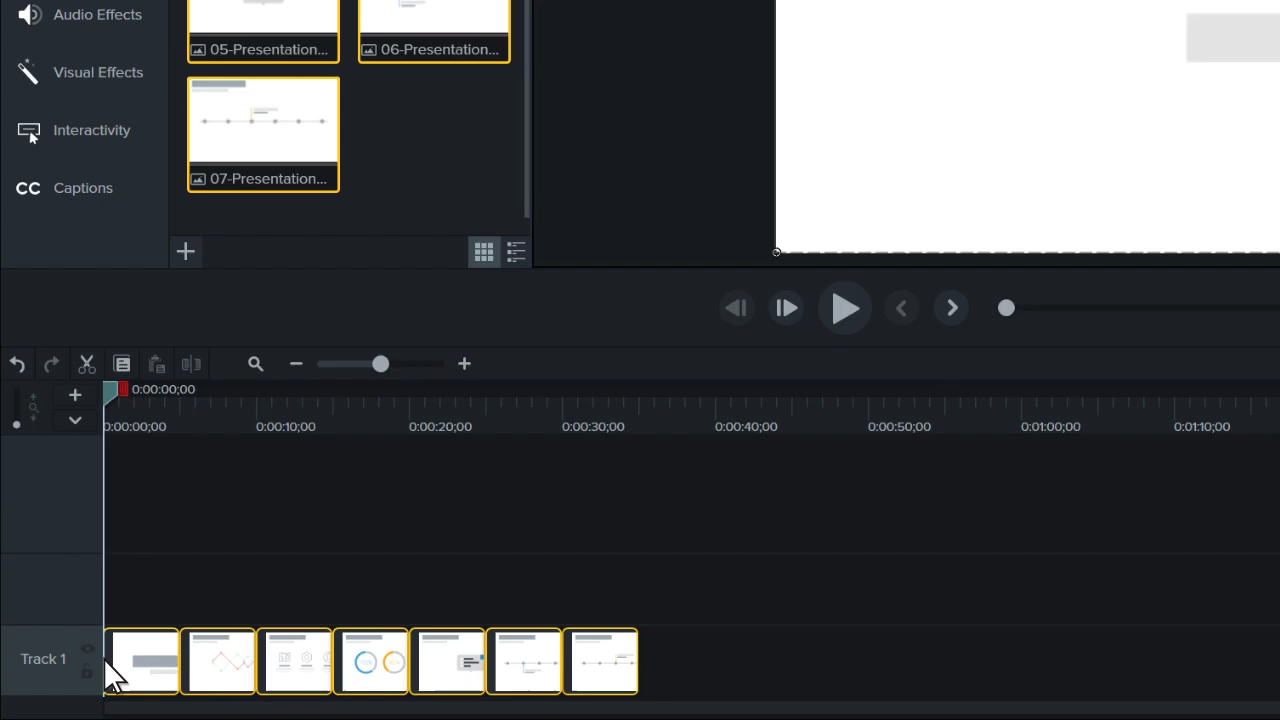 Audio Effects
Visual Effects
Interactivity
CC Captions
05-Presentation...
06-Presentation...
07-Presentation...
0:00:00;00
0:00:00;00 0:00:10;00 0:00:20;00 0:00:30;00 0:00:40;00 0:00:50;00 0:01:00;00 0:01:10;00
Track 1